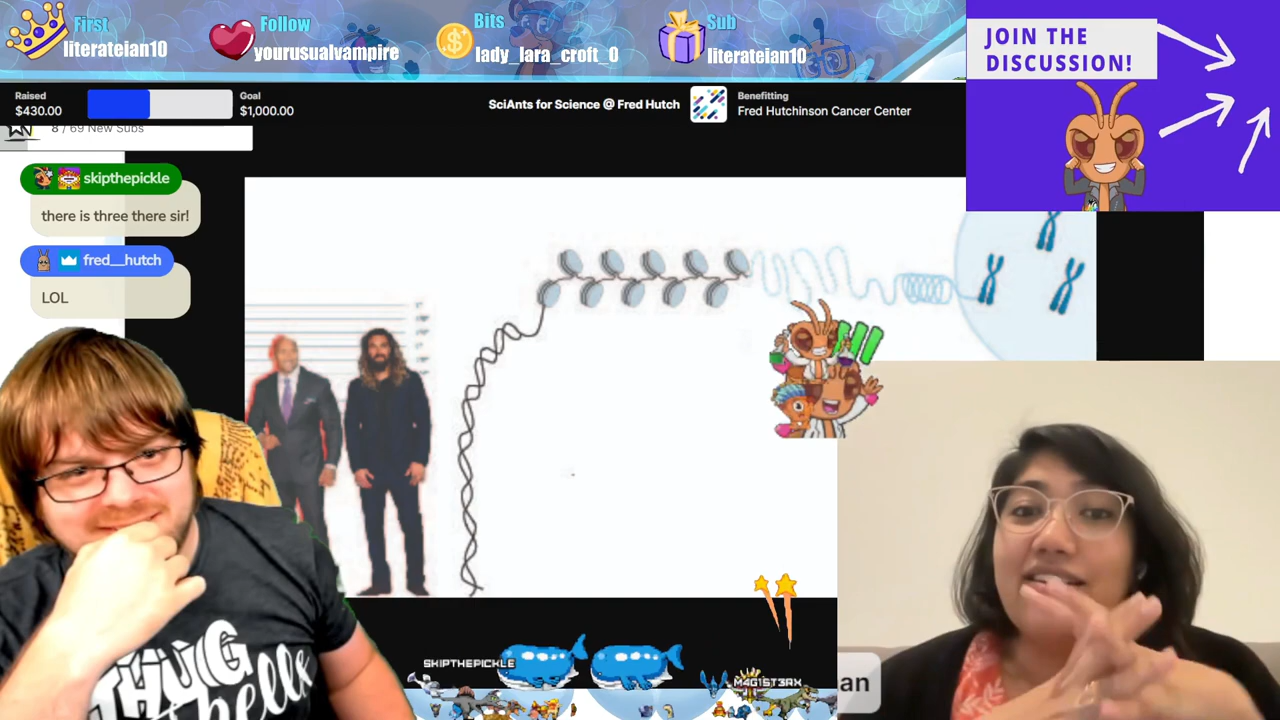 First
literateian10
Follow
yourusualvampire
Bits
lady_lara_croft_0
Sub
literateian10
JOIN THE
DISCUSSION!
Raised
$430.00
Goal
$1,000.00
SciAnts for Science @ Fred Hutch
Benefitting
Fred Hutchinson Cancer Center
8 / 69 New Subs
skipthepickle
there is three there sir!
fred__hutch
LOL
THUG
SKIPTHEPICKLE
M4G1ST3RX
an